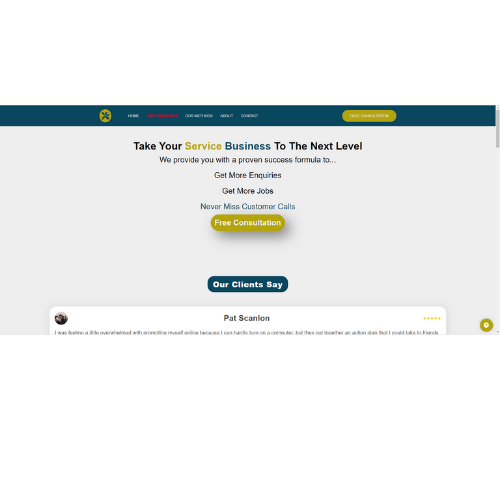 HOME
OUR METHODS
ABOUT
CONTACT
FREE CONSULTATION
Take Your Service Business To The Next Level
We provide you with a proven success formula to...
Get More Enquiries
Get More Jobs
Never Miss Customer Calls
Free Consultation
Our Clients Say
Pat Scanlon
I was feeling a little overwhelmed with promoting myself online because I can hardly turn on a computer, but they put together an action plan that I could take to friends